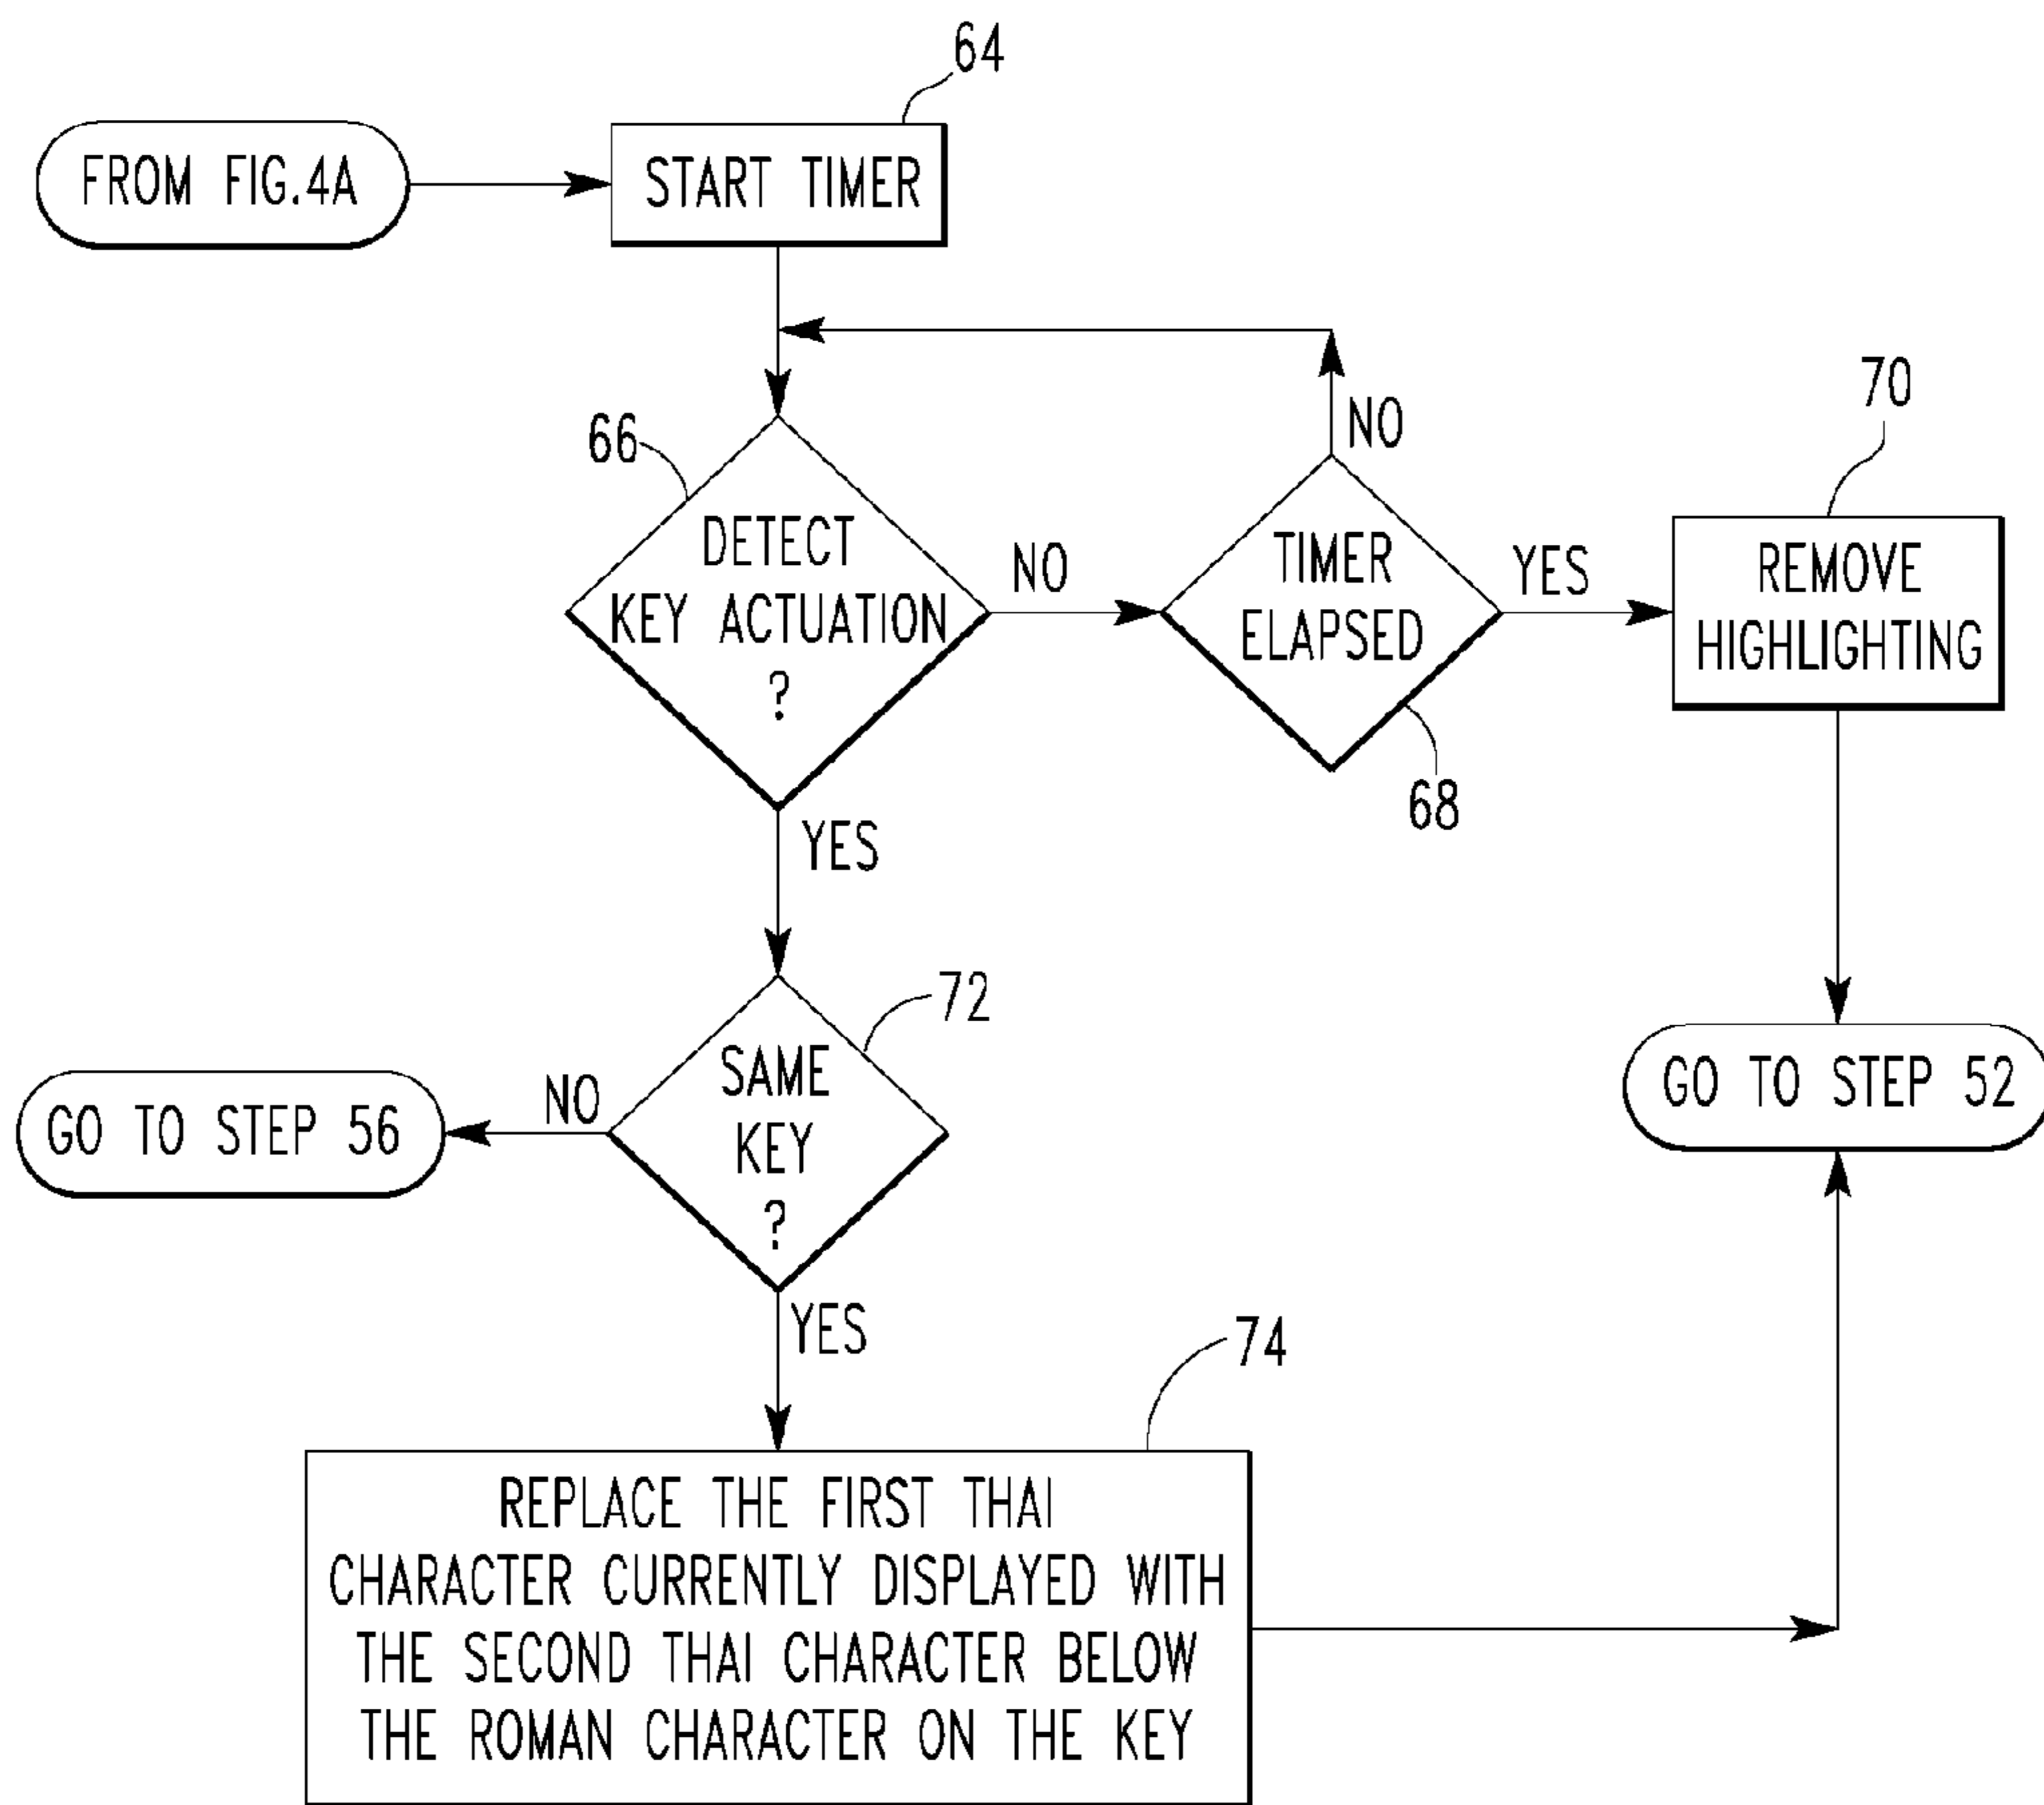 64
FROM FIG.4A
START TIMER
NO
70
66
DETECT
KEY ACTUATION
?
NO
TIMER
ELAPSED
YES
REMOVE
HIGHLIGHTING
68
YES
72
SAME
KEY
?
NO
GO TO STEP 56
GO TO STEP 52
YES
74
REPLACE THE FIRST THAI
CHARACTER CURRENTLY DISPLAYED WITH
THE SECOND THAI CHARACTER BELOW
THE ROMAN CHARACTER ON THE KEY